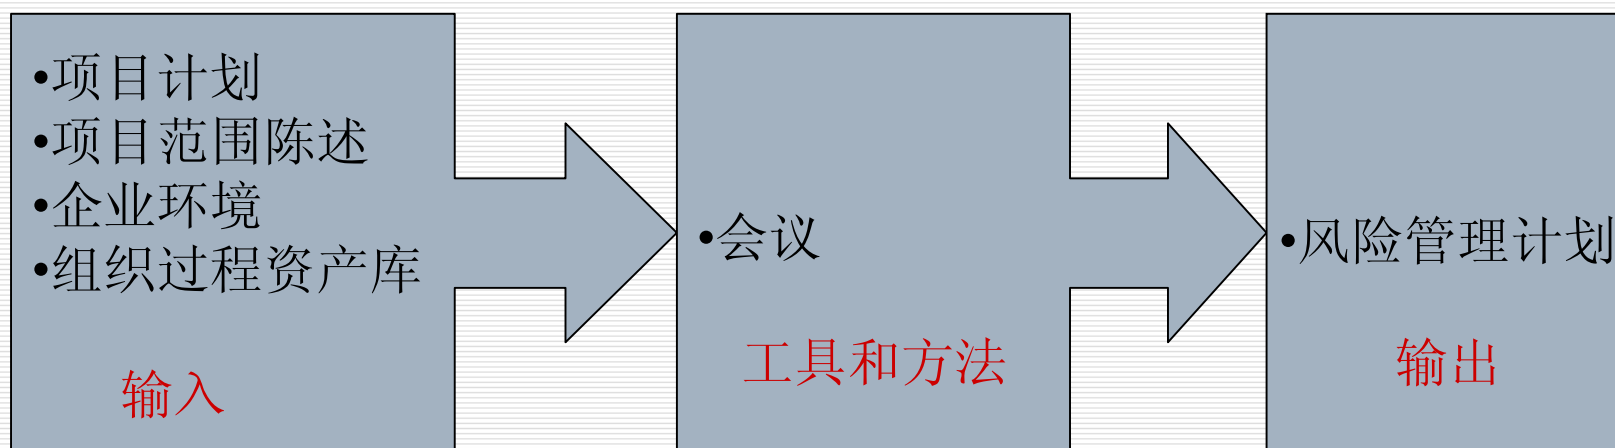 •项目计划
•项目范围陈述
•企业环境
•组织过程资产库
输入
•会议
工具和方法
•风险管理计划
输出